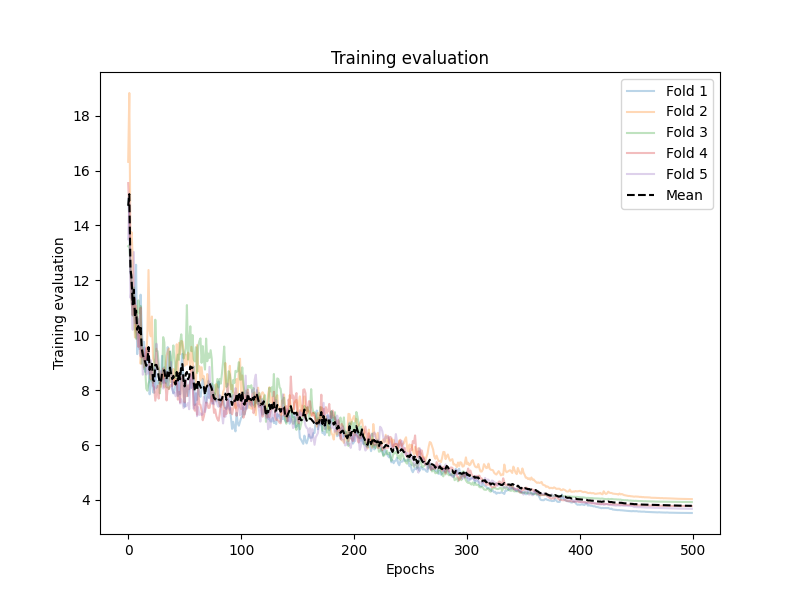 Training evaluation
Fold 1
Fold 2
Fold 3
Fold 4
Fold 5
Mean
Training evaluation
18
16
14
12
10
8
6
4
0 100 200 300 400 500
Epochs